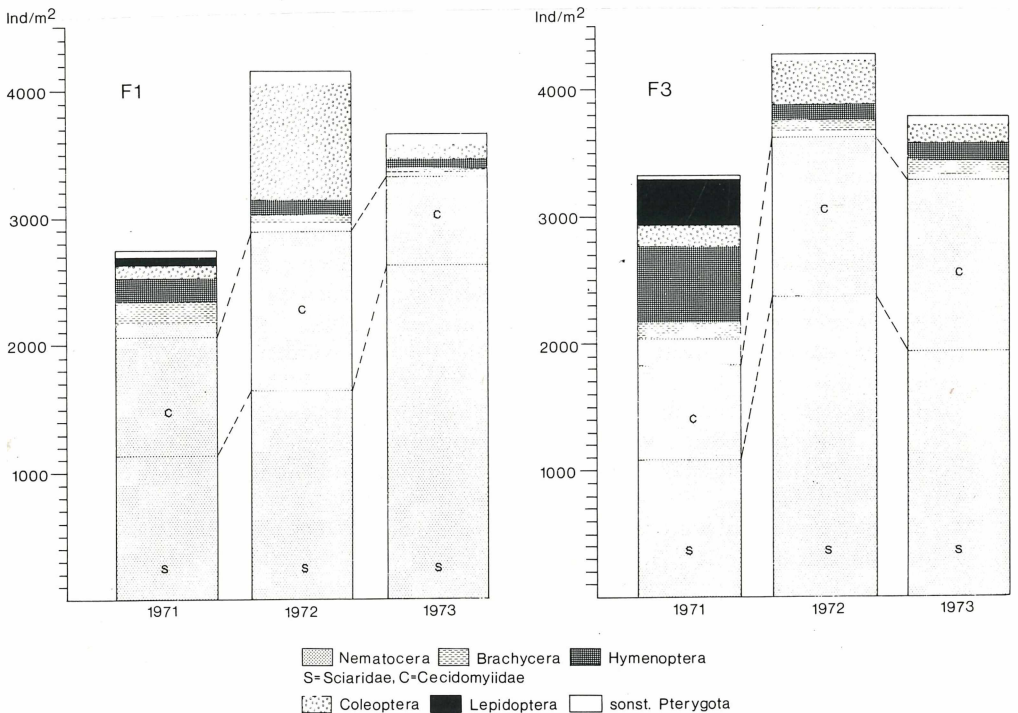 Ind/m²
F1
4000
3000
2000
1000
C
C
C
S
S
S
1971
1972
1973
Ind/m²
F3
4000
3000
2000
1000
C
C
C
S
S
S
1971
1972
1973
Nematocera Brachycera Hymenoptera
S=Sciaridae, C=Cecidomyiidae
Coleoptera Lepidoptera sonst. Pterygota